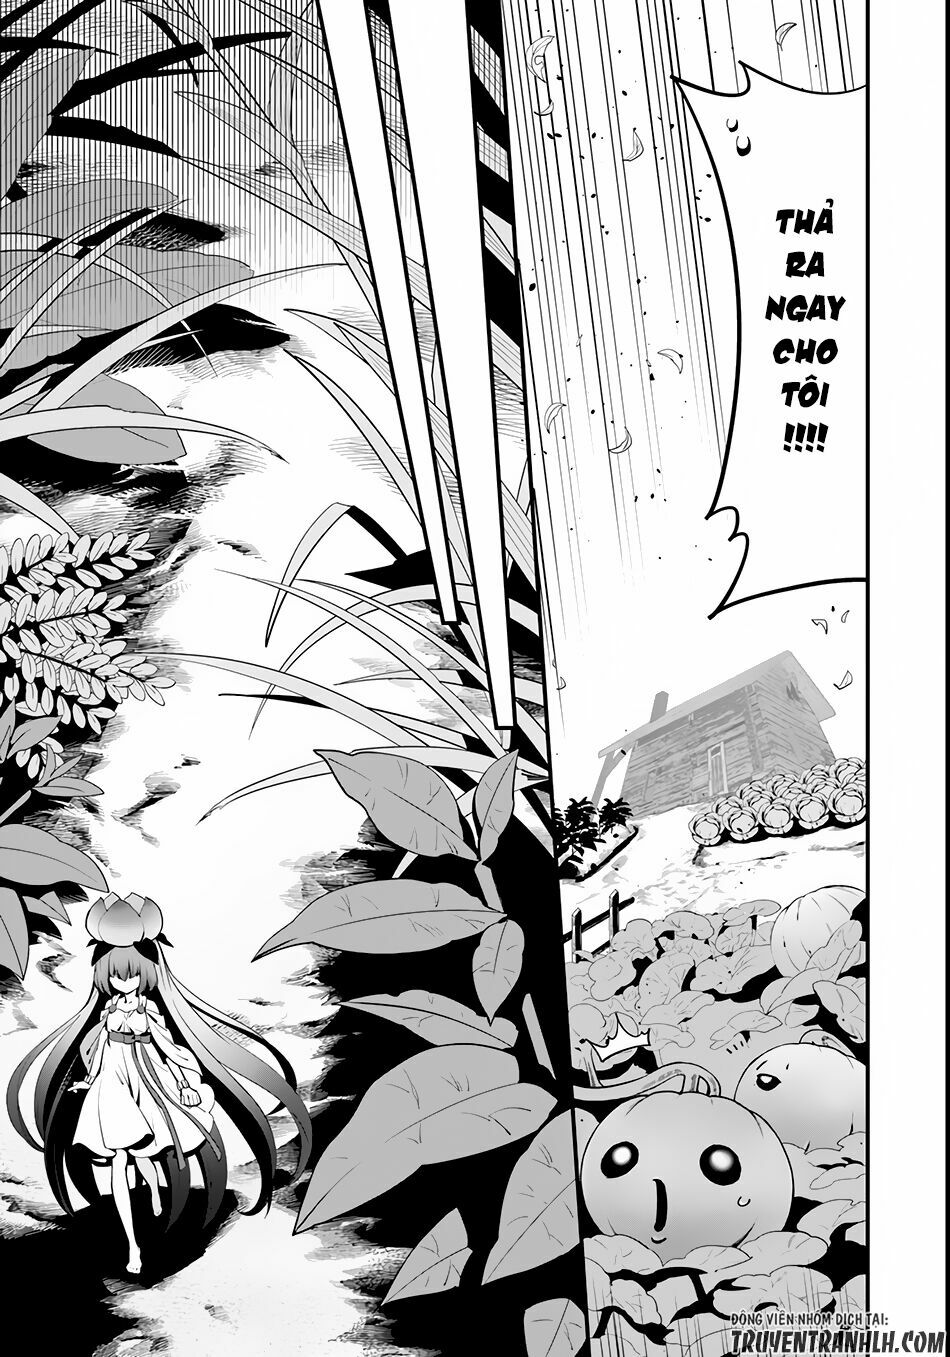 THẢ
RA
NGAY
CHO
TÔI
!!!!
ĐỘNG VIÊN NHÓM DỊCH TẠI:
TRUYENTRANHLH.COM